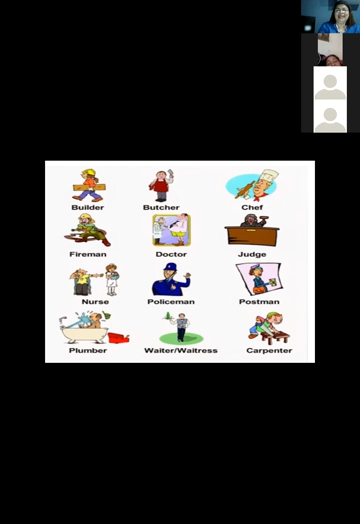 Builder Butcher Chef
Fireman Doctor Judge
Nurse Policeman Postman
Plumber Waiter/Waitress Carpenter